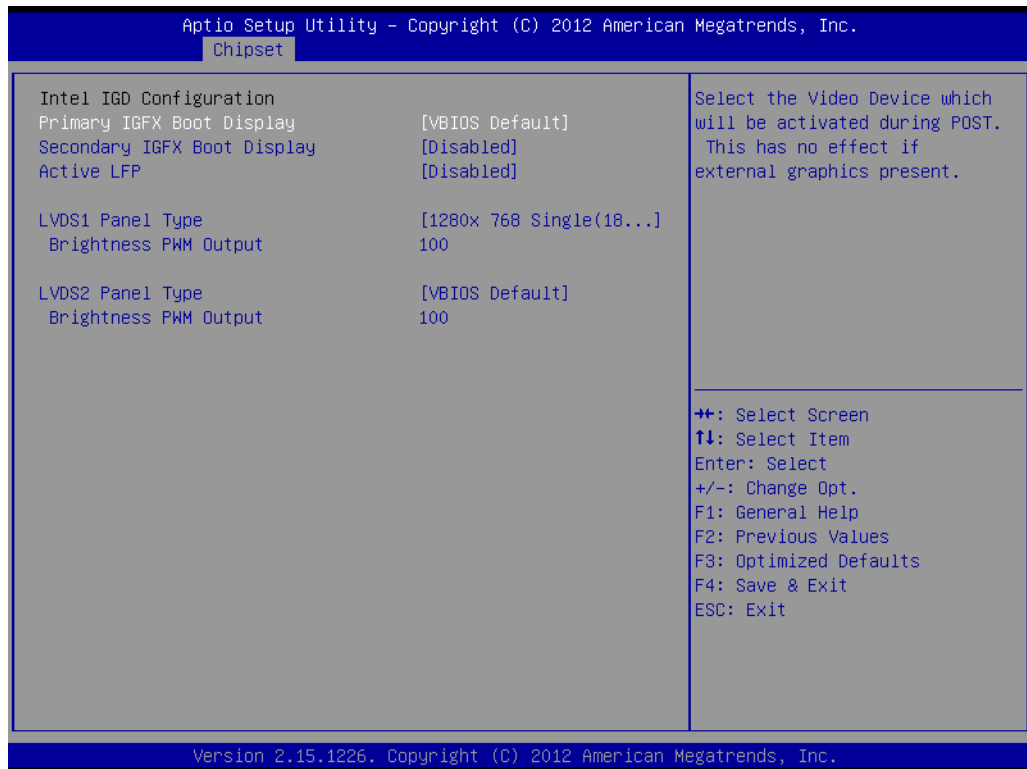 Aptio Setup Utility – Copyright (C) 2012 American Megatrends, Inc.
Chipset
Intel IGD Configuration
Primary IGFX Boot Display [VBIOS Default]
Secondary IGFX Boot Display [Disabled]
Active LFP [Disabled]
LVDS1 Panel Type [1280x 768 Single(18...]
Brightness PWM Output 100
LVDS2 Panel Type [VBIOS Default]
Brightness PWM Output 100
Select the Video Device which
will be activated during POST.
This has no effect if
external graphics present.
→←: Select Screen
↑↓: Select Item
Enter: Select
+/-: Change Opt.
F1: General Help
F2: Previous Values
F3: Optimized Defaults
F4: Save & Exit
ESC: Exit
Version 2.15.1226. Copyright (C) 2012 American Megatrends, Inc.